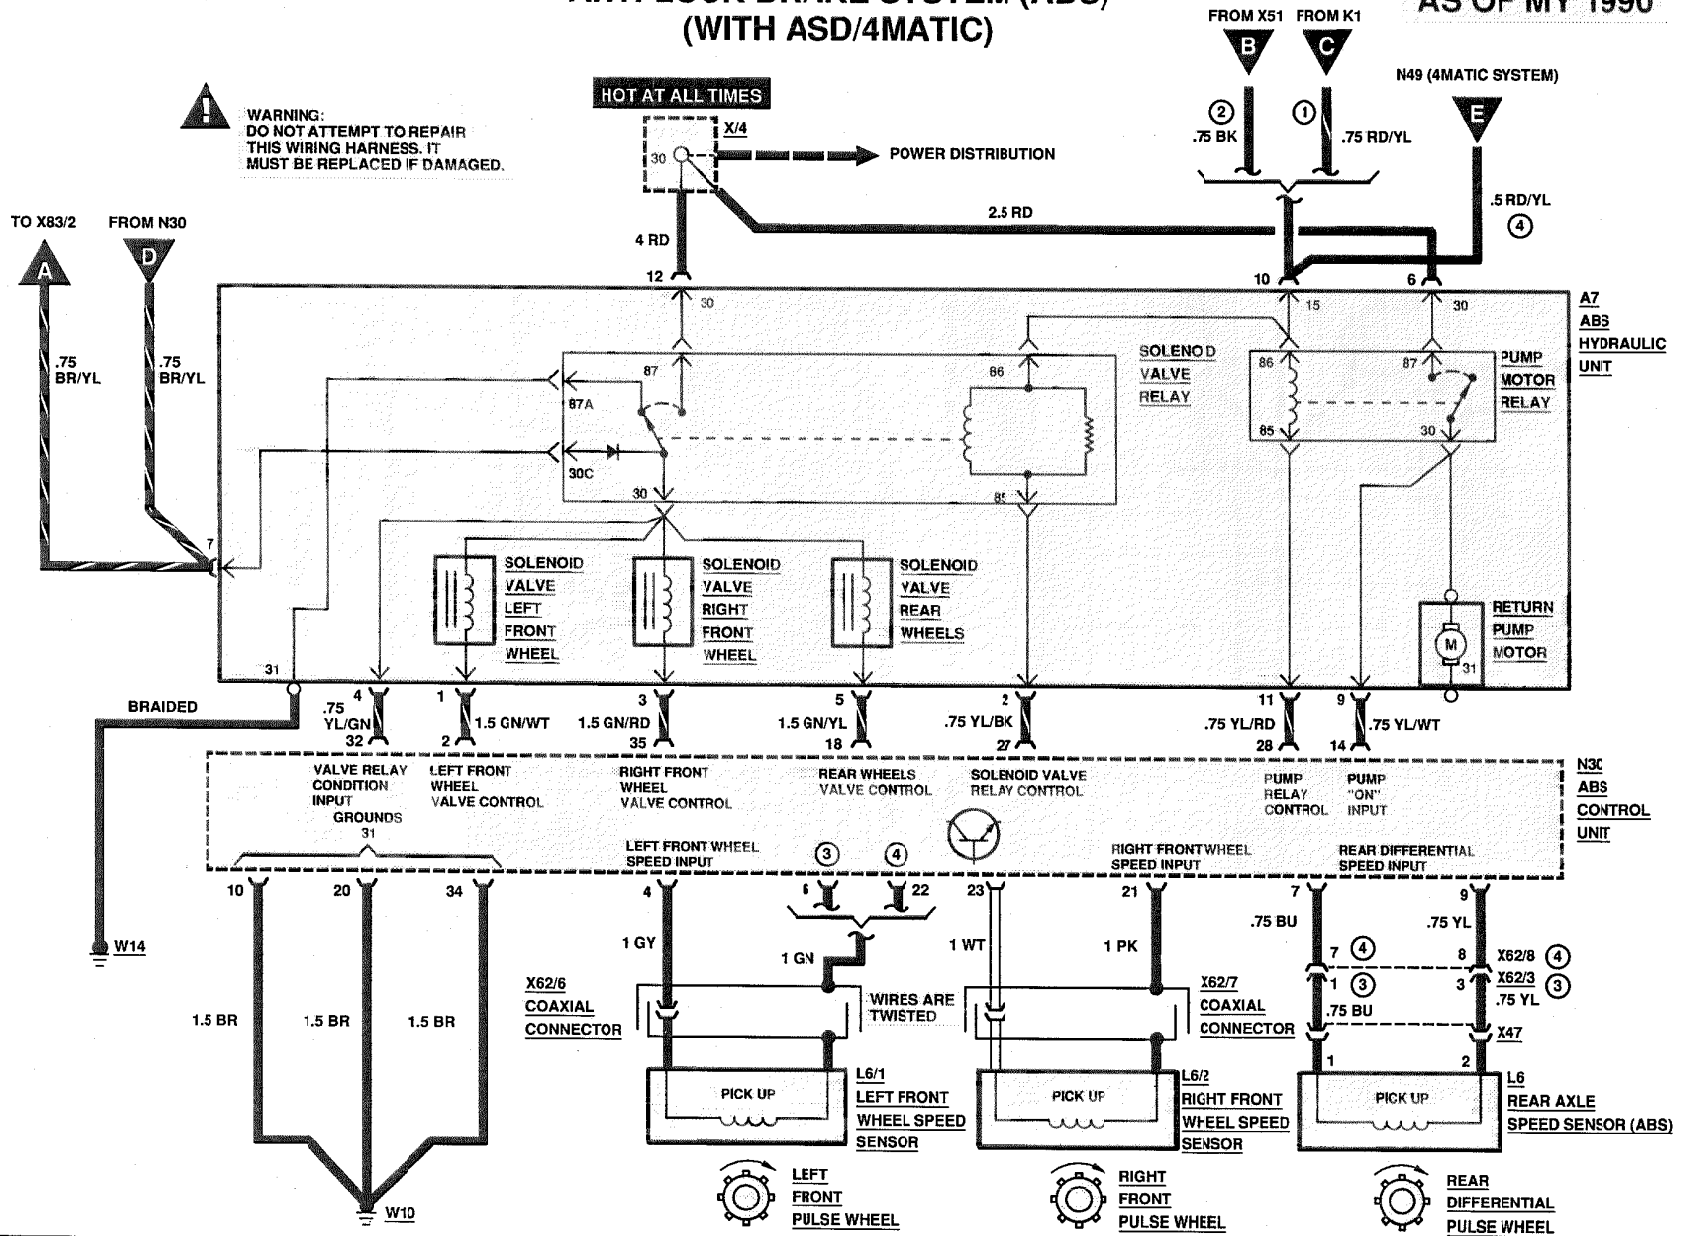 (WITH ASD/4MATIC)
AS OF MY 1990
FROM X51
FROM K1
B
C
N49 (4MATIC SYSTEM)
E
WARNING:
DO NOT ATTEMPT TO REPAIR
THIS WIRING HARNESS. IT
MUST BE REPLACED IF DAMAGED.
HOT AT ALL TIMES
X/4
30
POWER DISTRIBUTION
2
.75 BK
1
.75 RD/YL
.5 RD/YL
4
2.5 RD
4 RD
TO X83/2
FROM N30
A
D
.75
BR/YL
.75
BR/YL
12
10
6
30
15
30
A7
ABS
HYDRAULIC
UNIT
87
87A
30C
30
86
85
SOLENOD
VALVE
RELAY
86
87
85
30
PUMP
MOTOR
RELAY
7
SOLENOID
VALVE
LEFT
FRONT
WHEEL
SOLENOID
VALVE
RIGHT
FRONT
WHEEL
SOLENOID
VALVE
REAR
WHEELS
RETURN
PUMP
MOTOR
M
31
31
BRAIDED
4
1
3
5
2
11
9
.75
YL/GN
1.5 GN/WT
1.5 GN/RD
1.5 GN/YL
.75 YL/BK
.75 YL/RD
.75 YL/WT
32
2
35
18
27
28
14
VALVE RELAY
CONDITION
INPUT
LEFT FRONT
WHEEL
VALVE CONTROL
RIGHT FRONT
WHEEL
VALVE CONTROL
REAR WHEELS
VALVE CONTROL
SOLENOID VALVE
RELAY CONTROL
PUMP
RELAY
CONTROL
PUMP
"ON"
INPUT
N30
ABS
CONTROL
UNIT
GROUNDS
31
LEFT FRONT WHEEL
SPEED INPUT
3
4
RIGHT FRONT WHEEL
SPEED INPUT
REAR DIFFERENTIAL
SPEED INPUT
10
20
34
4
6
22
23
21
7
9
W14
1 GY
1 GN
1 WT
1 PK
.75 BU
.75 YL
7
4
8
X62/8
4
1
3
3
X62/3
3
.75 BU
.75 YL
X47
1
2
X62/6
COAXIAL
CONNECTOR
WIRES ARE
TWISTED
X62/7
COAXIAL
CONNECTOR
1.5 BR
1.5 BR
1.5 BR
PICK UP
L6/1
LEFT FRONT
WHEEL SPEED
SENSOR
PICK UP
L6/2
RIGHT FRONT
WHEEL SPEED
SENSOR
PICK UP
L6
REAR AXLE
SPEED SENSOR (ABS)
W10
LEFT
FRONT
PULSE WHEEL
RIGHT
FRONT
PULSE WHEEL
REAR
DIFFERENTIAL
PULSE WHEEL